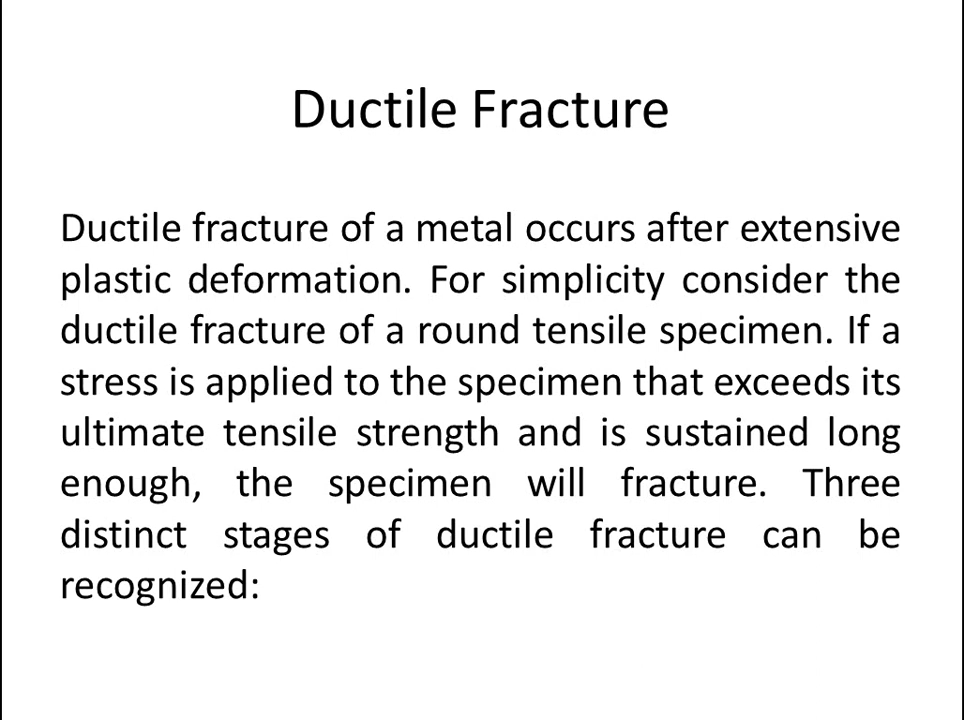 Ductile Fracture
Ductile fracture of a metal occurs after extensive
plastic deformation. For simplicity consider the
ductile fracture of a round tensile specimen. If a
stress is applied to the specimen that exceeds its
ultimate tensile strength and is sustained long
enough, the specimen will fracture. Three
distinct stages of ductile fracture can be
recognized: